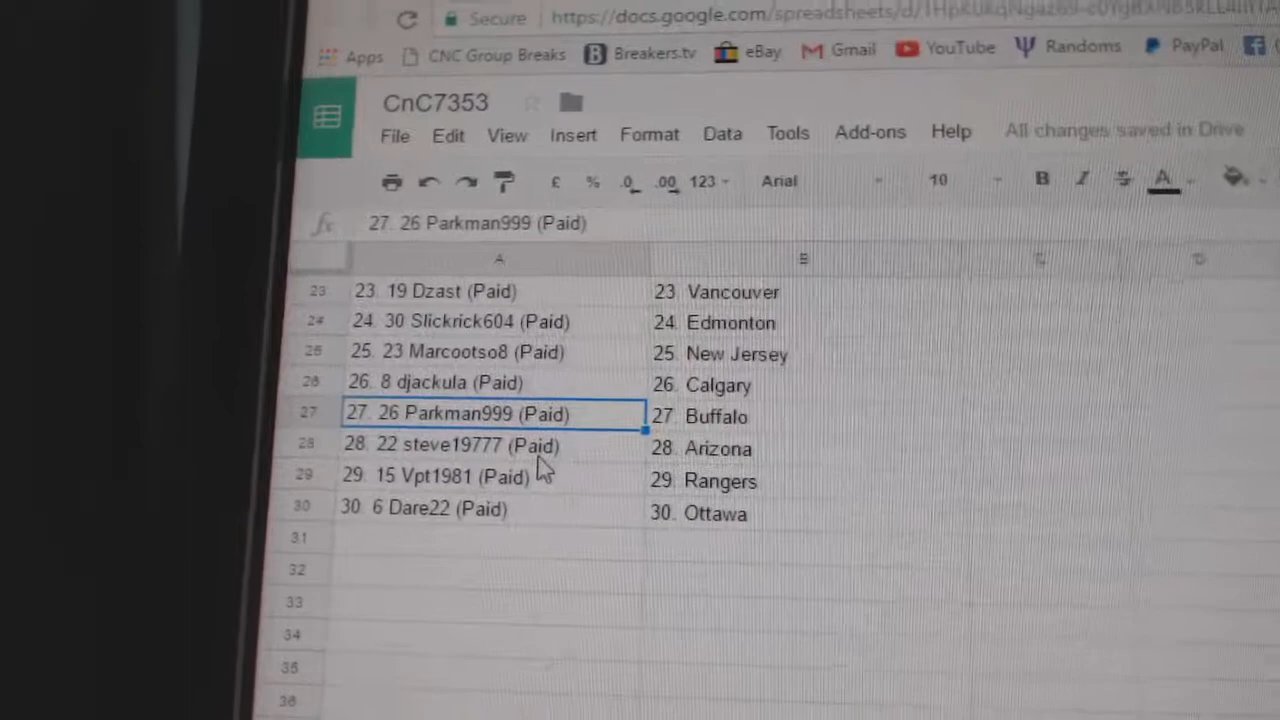 Secure https://docs.google.com/spreadsheets/d/
Apps CNC Group Breaks B Breakers.tv eBay Gmail YouTube Randoms PayPal
CnC7353
File Edit View Insert Format Data Tools Add-ons Help All changes saved in Drive
£ % .0 .00 123 Arial 10 B I S A
fx 27. 26 Parkman999 (Paid)
A B C D
23 23. 19 Dzast (Paid) 23. Vancouver
24 24. 30 Slickrick604 (Paid) 24. Edmonton
25 25. 23 Marcootso8 (Paid) 25. New Jersey
26 26. 8 djackula (Paid) 26. Calgary
27 27. 26 Parkman999 (Paid) 27. Buffalo
28 28. 22 steve19777 (Paid) 28. Arizona
29 29. 15 Vpt1981 (Paid) 29. Rangers
30 30. 6 Dare22 (Paid) 30. Ottawa
31
32
33
34
35
36